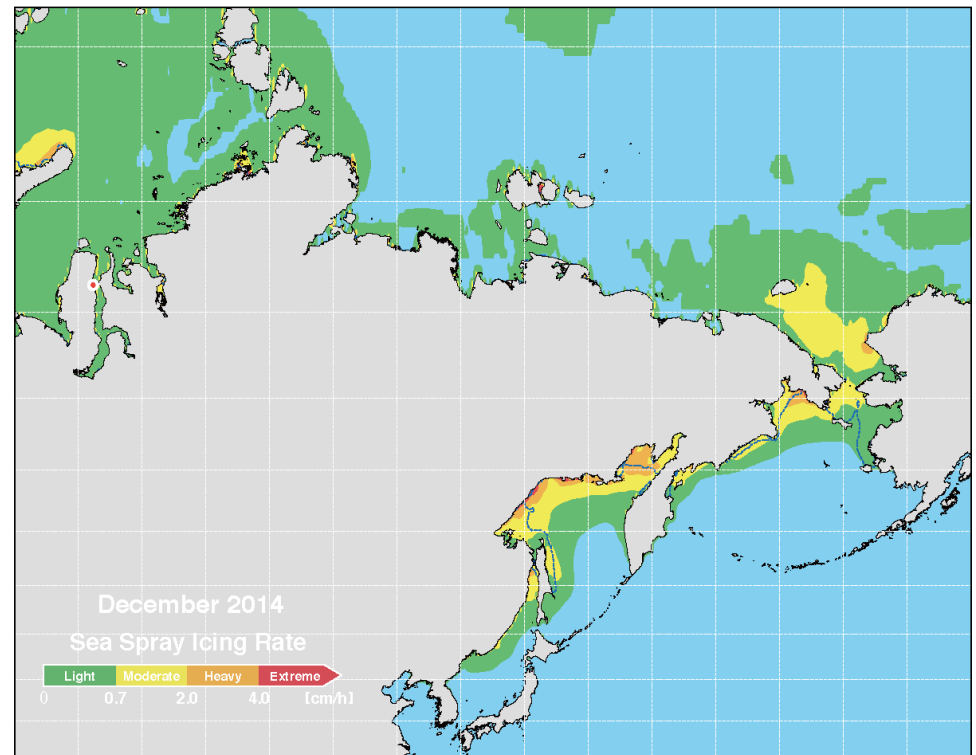 December 2014
Sea Spray Icing Rate
Light Moderate Heavy Extreme
0 0.7 2.0 4.0 [cm/h]